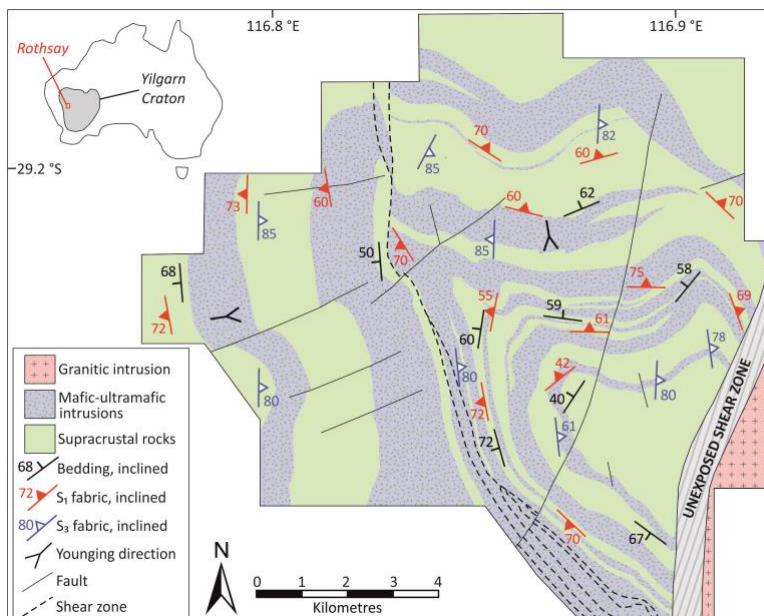 116.8 °E
116.9 °E
Rothsay
Yilgarn
Craton
29.2 °S
70
82
60
85
70
73
60
60
62
85
85
50
70
68
75
58
55
59
69
72
60
61
78
80
42
80
80
40
72
61
72
70
67
UNEXPOSED SHEAR ZONE
Granitic intrusion
Mafic-ultramafic
intrusions
Supracrustal rocks
68 Bedding, inclined
72 S₁ fabric, inclined
80 S₃ fabric, inclined
Younging direction
Fault
Shear zone
N
0 1 2 3 4
Kilometres